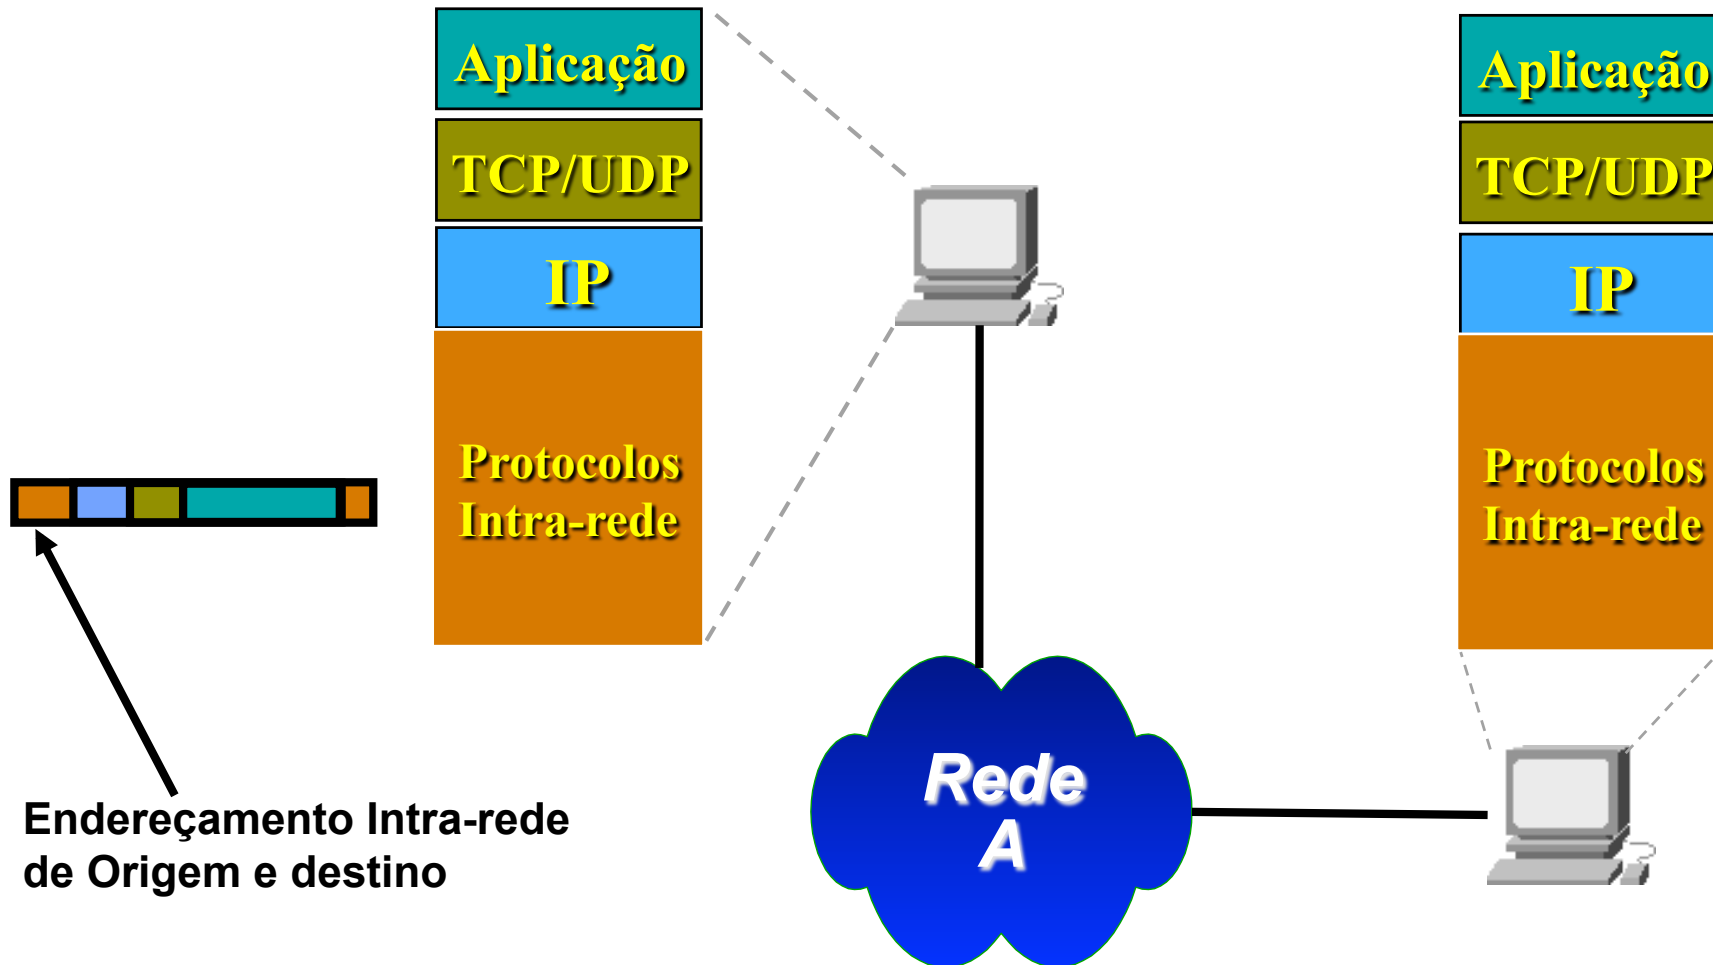 Aplicação
TCP/UDP
IP
Protocolos
Intra-rede
Aplicação
TCP/UDP
IP
Protocolos
Intra-rede
Rede
A
Endereçamento Intra-rede
de Origem e destino